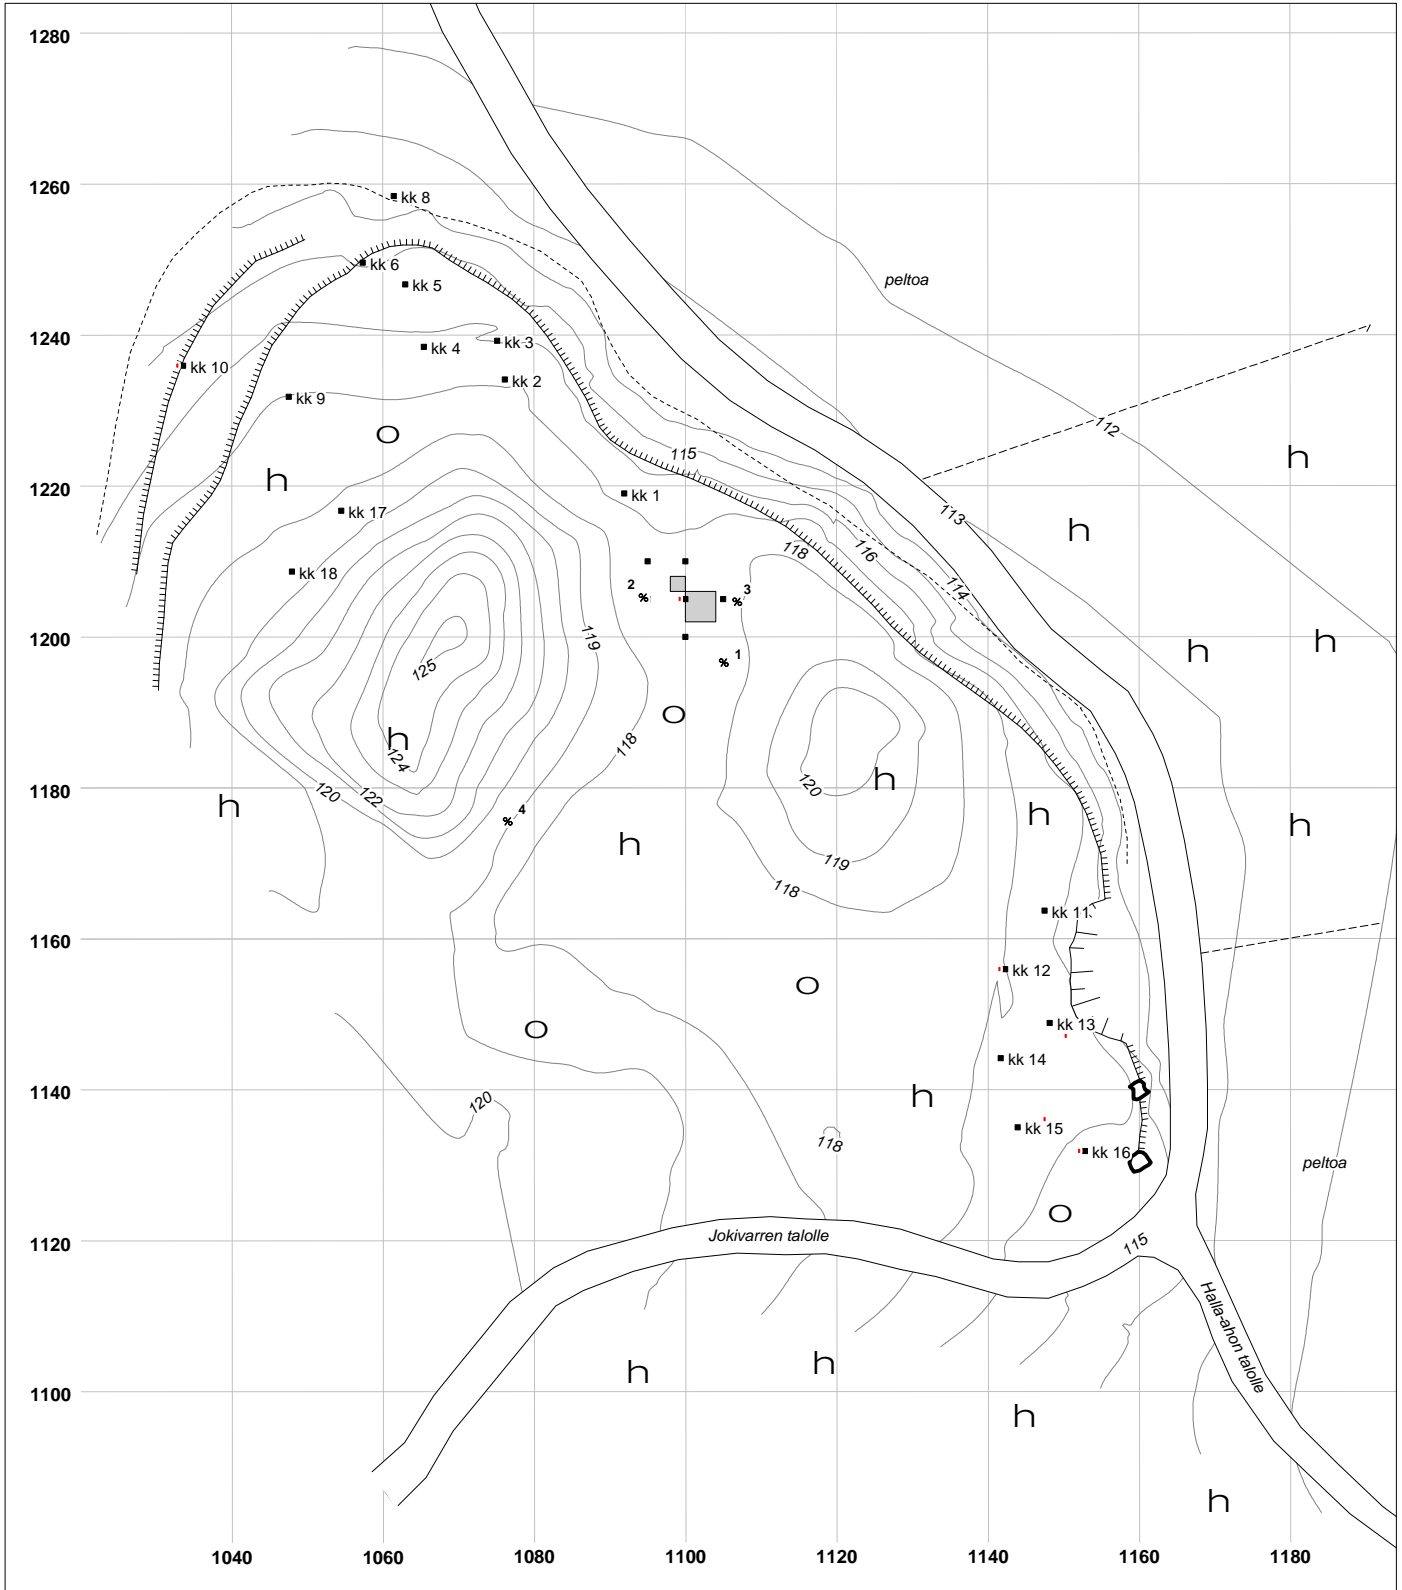 1280
1260
kk 8
kk 6
kk 5
peltoa
1240
kk 3
kk 4
kk 10
kk 2
kk 9
112
O
115
h
1220
h
kk 1
kk 17
113
h
118
116
kk 18
2
3
114
% %
119
1200
h
h
1
%
125
O
h
118
124
120
h
1180
120
122
h
4
%
h
h
h
119
118
kk 11
1160
kk 12
O
kk 13
O
kk 14
1140
h
120
kk 15
118
kk 16
peltoa
O
1120
Jokivarren talolle
115
Halla-ahon talolle
h
h
1100
h
h
1040 1060 1080 1100 1120 1140 1160 1180